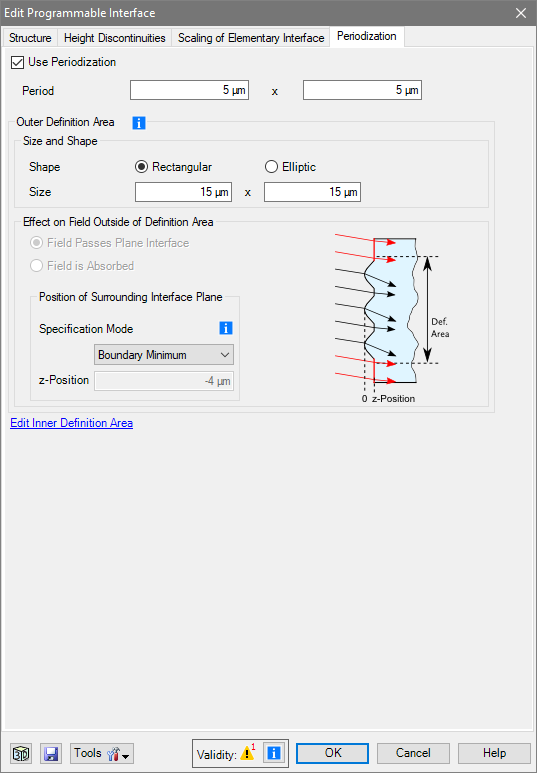 Edit Programmable Interface
Structure Height Discontinuities Scaling of Elementary Interface Periodization
Use Periodization
Period 5 µm x 5 µm
Outer Definition Area
Size and Shape
Shape Rectangular Elliptic
Size 15 µm x 15 µm
Effect on Field Outside of Definition Area
Field Passes Plane Interface
Field is Absorbed
Position of Surrounding Interface Plane
Specification Mode
Boundary Minimum
z-Position -4 µm
Def.
Area
0 z-Position
Edit Inner Definition Area
3D Tools Validity: 1 OK Cancel Help